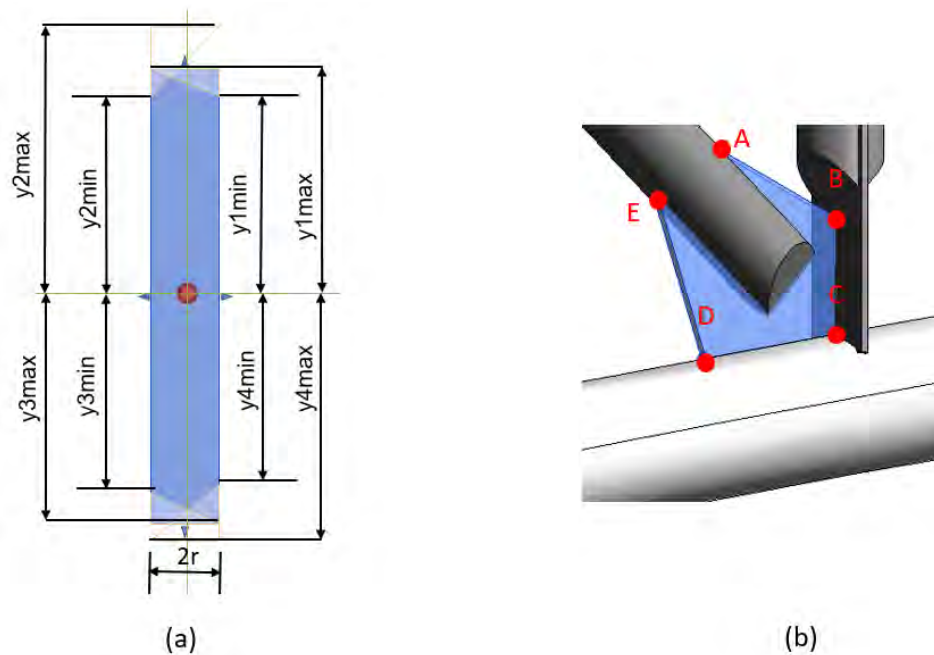 y2max
y2min
y1min
y1max
y3max
y3min
y4min
y4max
2r
(a)
A
B
E
C
D
(b)